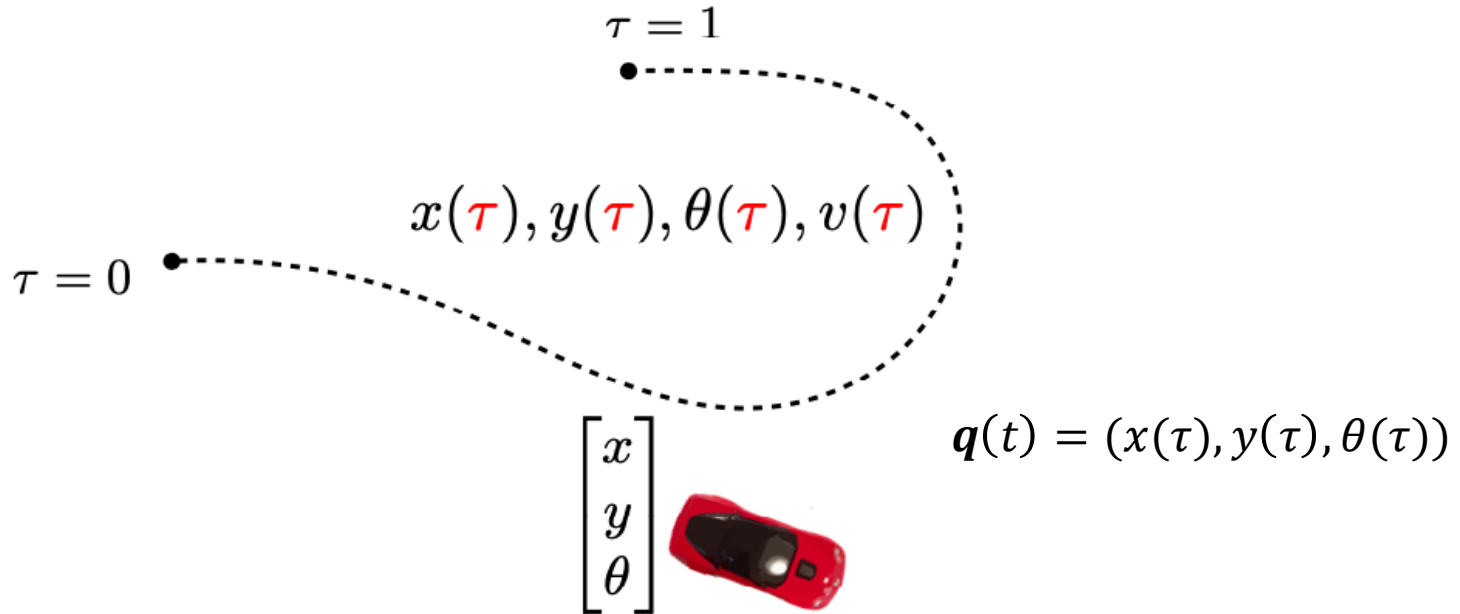 τ = 1
x(τ), y(τ), θ(τ), v(τ)
τ = 0
q(t) = (x(τ), y(τ), θ(τ))
x
y
θ